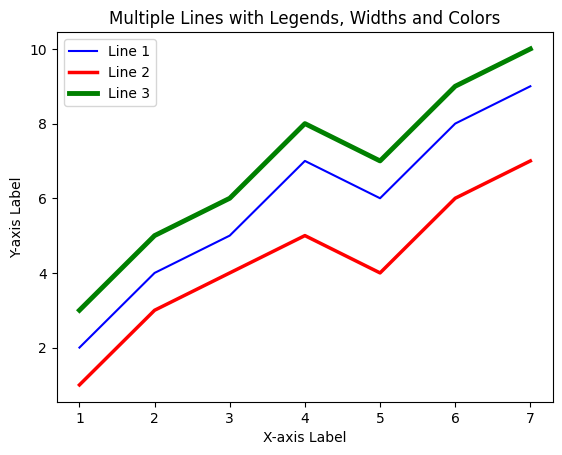 Multiple Lines with Legends, Widths and Colors
Line 1
Line 2
Line 3
Y-axis Label
10
8
6
4
2
1 2 3 4 5 6 7
X-axis Label